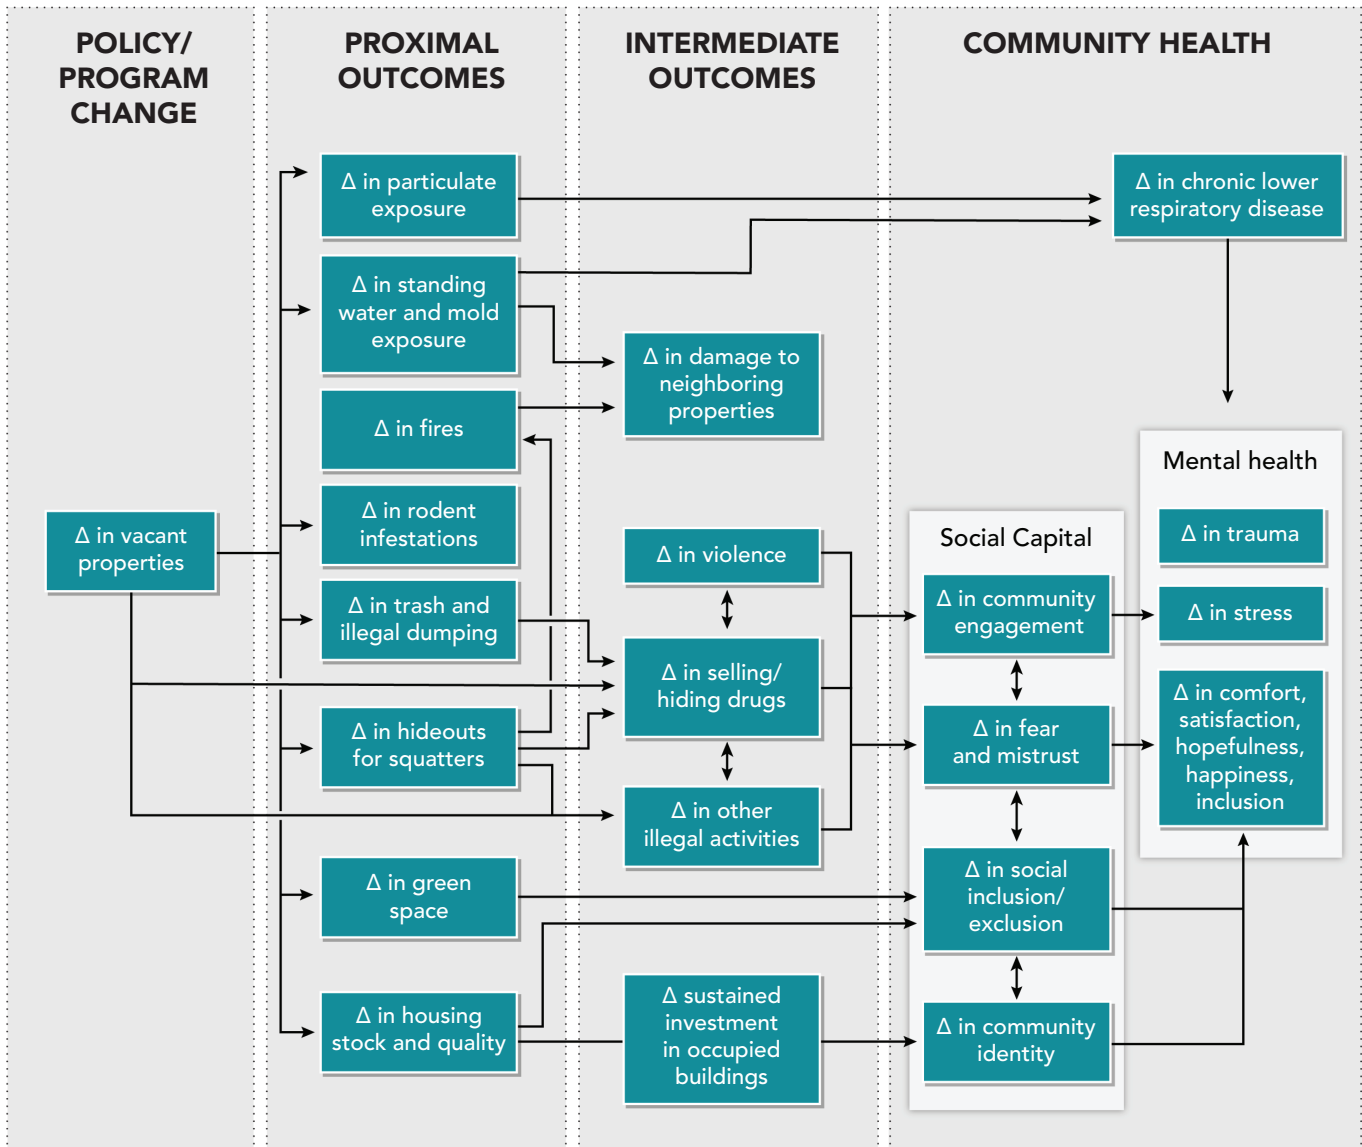 POLICY/
PROGRAM
CHANGE
PROXIMAL
OUTCOMES
INTERMEDIATE
OUTCOMES
COMMUNITY HEALTH
Δ in vacant
properties
Δ in particulate
exposure
Δ in standing
water and mold
exposure
Δ in fires
Δ in rodent
infestations
Δ in trash and
illegal dumping
Δ in hideouts
for squatters
Δ in green
space
Δ in housing
stock and quality
Δ in damage to
neighboring
properties
Δ in violence
Δ in selling/
hiding drugs
Δ in other
illegal activities
Δ sustained
investment
in occupied
buildings
Δ in chronic lower
respiratory disease
Social Capital
Δ in community
engagement
Δ in fear
and mistrust
Δ in social
inclusion/
exclusion
Δ in community
identity
Mental health
Δ in trauma
Δ in stress
Δ in comfort,
satisfaction,
hopefulness,
happiness,
inclusion